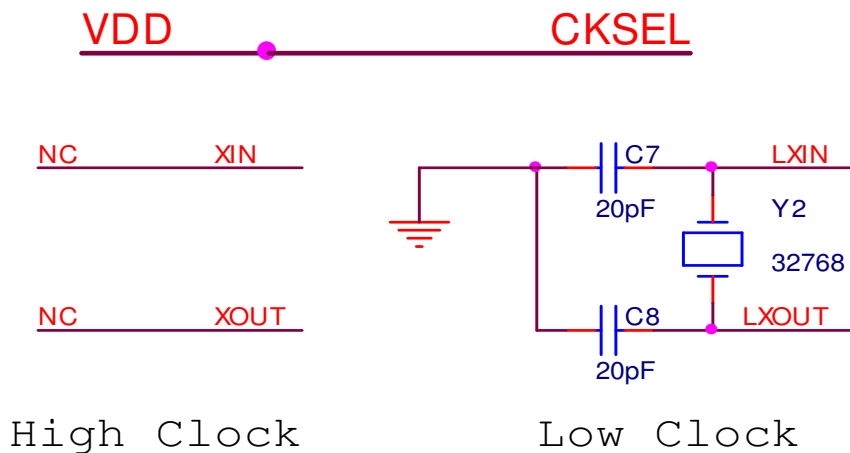 VDD CKSEL
NC XIN C7 LXIN
20pF Y2
32768
NC XOUT C8 LXOUT
20pF
High Clock Low Clock